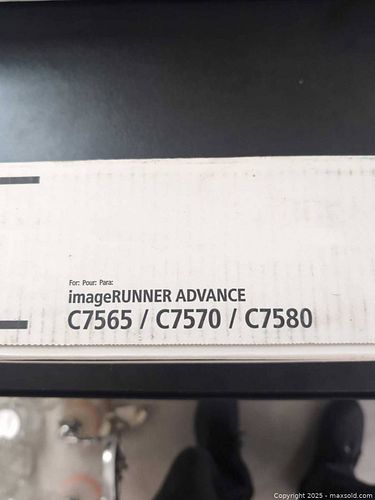 For: Pour: Para:
imageRUNNER ADVANCE
C7565 / C7570 / C7580
Copyright 2025 - maxsold.com